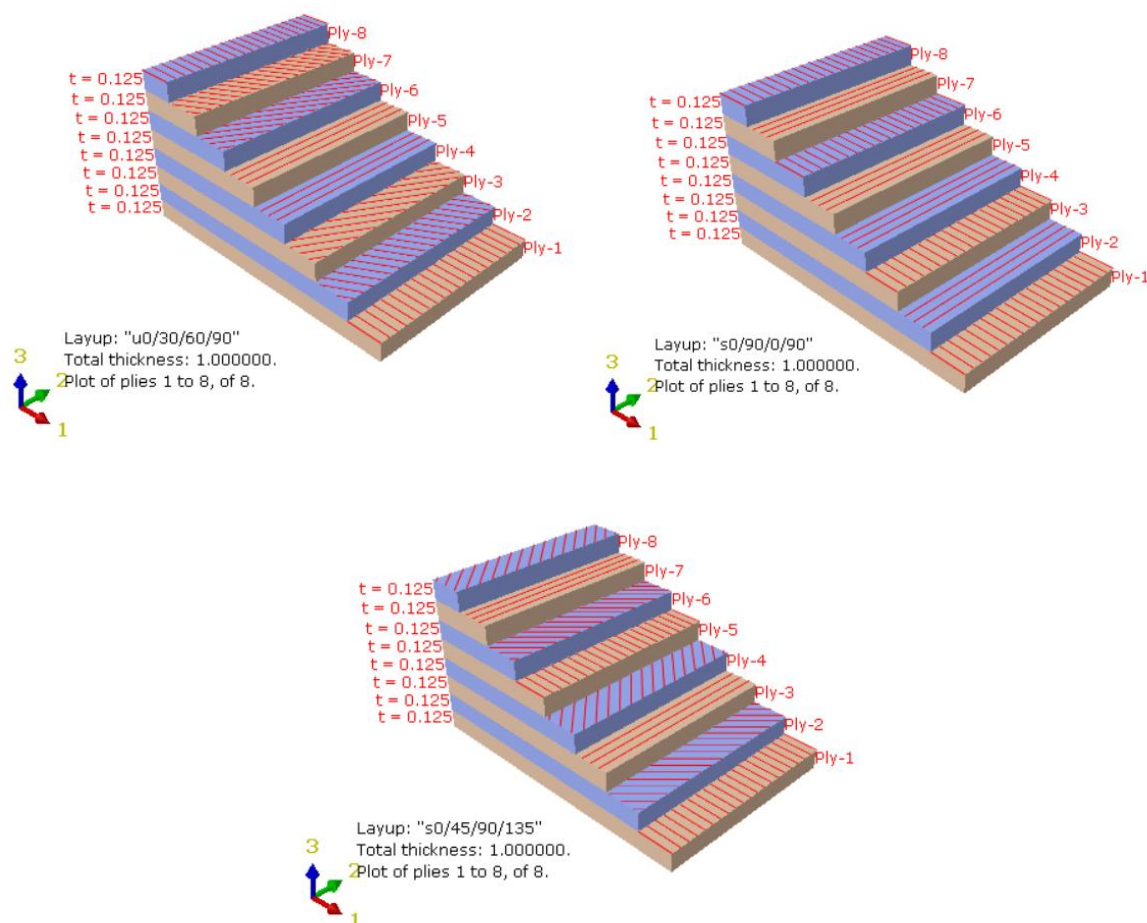 Ply-8
Ply-7
Ply-6
Ply-5
Ply-4
Ply-3
Ply-2
Ply-1
t = 0.125
t = 0.125
t = 0.125
t = 0.125
t = 0.125
t = 0.125
t = 0.125
t = 0.125
Layup: "u0/30/60/90"
Total thickness: 1.000000.
Plot of plies 1 to 8, of 8.
3
2
1
Ply-8
Ply-7
Ply-6
Ply-5
Ply-4
Ply-3
Ply-2
Ply-1
t = 0.125
t = 0.125
t = 0.125
t = 0.125
t = 0.125
t = 0.125
t = 0.125
t = 0.125
Layup: "s0/90/0/90"
Total thickness: 1.000000.
Plot of plies 1 to 8, of 8.
3
2
1
Ply-8
Ply-7
Ply-6
Ply-5
Ply-4
Ply-3
Ply-2
Ply-1
t = 0.125
t = 0.125
t = 0.125
t = 0.125
t = 0.125
t = 0.125
t = 0.125
t = 0.125
Layup: "s0/45/90/135"
Total thickness: 1.000000.
Plot of plies 1 to 8, of 8.
3
2
1